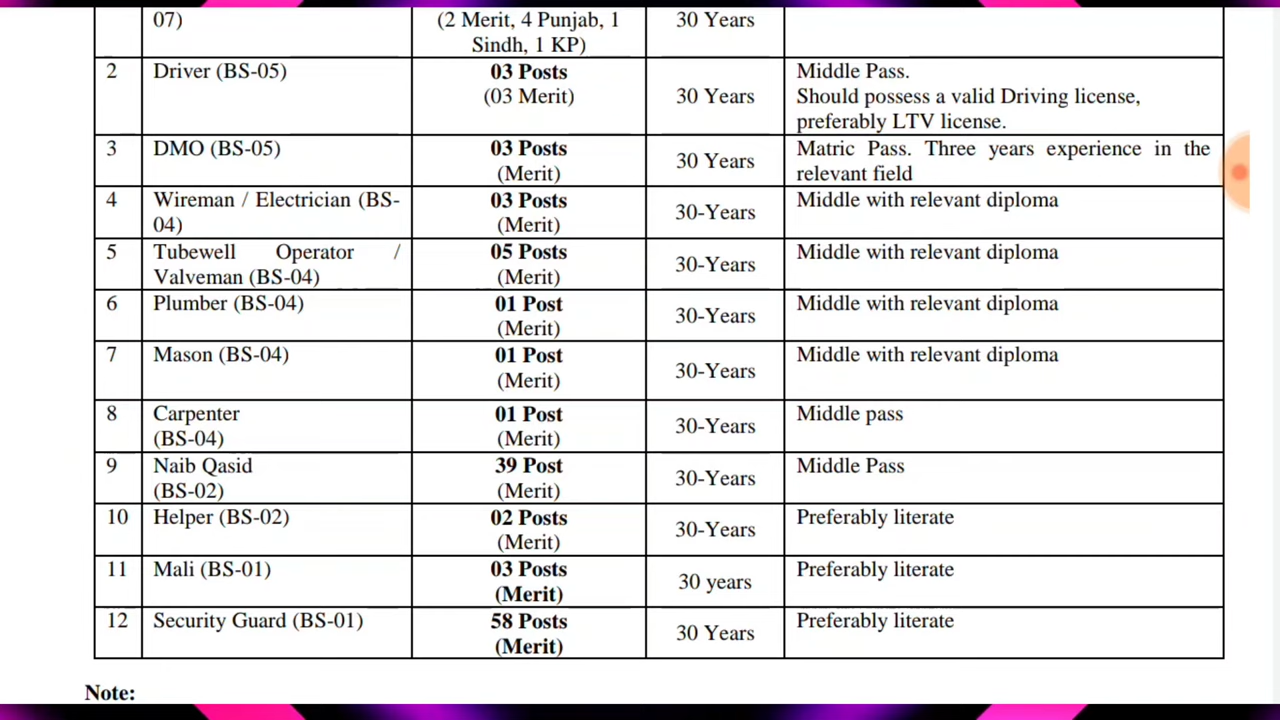 07) (2 Merit, 4 Punjab, 1 30 Years
Sindh, 1 KP)
2 Driver (BS-05) 03 Posts Middle Pass.
(03 Merit) 30 Years Should possess a valid Driving license,
preferably LTV license.
3 DMO (BS-05) 03 Posts 30 Years Matric Pass. Three years experience in the
(Merit) relevant field
4 Wireman / Electrician (BS- 03 Posts 30-Years Middle with relevant diploma
04) (Merit)
5 Tubewell Operator / 05 Posts 30-Years Middle with relevant diploma
Valveman (BS-04) (Merit)
6 Plumber (BS-04) 01 Post 30-Years Middle with relevant diploma
(Merit)
7 Mason (BS-04) 01 Post 30-Years Middle with relevant diploma
(Merit)
8 Carpenter 01 Post 30-Years Middle pass
(BS-04) (Merit)
9 Naib Qasid 39 Post 30-Years Middle Pass
(BS-02) (Merit)
10 Helper (BS-02) 02 Posts 30-Years Preferably literate
(Merit)
11 Mali (BS-01) 03 Posts 30 years Preferably literate
(Merit)
12 Security Guard (BS-01) 58 Posts 30 Years Preferably literate
(Merit)
Note: